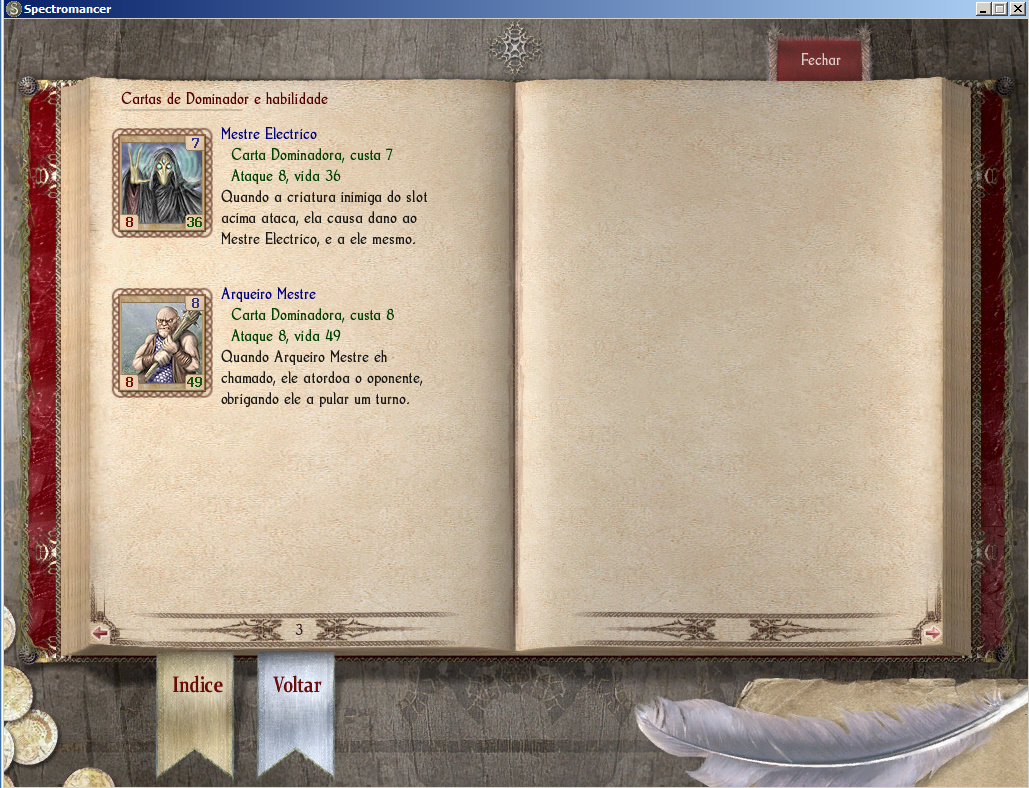 Spectromancer
Fechar
Cartas de Dominador e habilidade
7
8
36
Mestre Electrico
Carta Dominadora, custa 7
Ataque 8, vida 36
Quando a criatura inimiga do slot
acima ataca, ela causa dano ao
Mestre Electrico, e a ele mesmo.
8
8
49
Arqueiro Mestre
Carta Dominadora, custa 8
Ataque 8, vida 49
Quando Arqueiro Mestre eh
chamado, ele atordoa o oponente,
obrigando ele a pular um turno.
3
Indice
Voltar